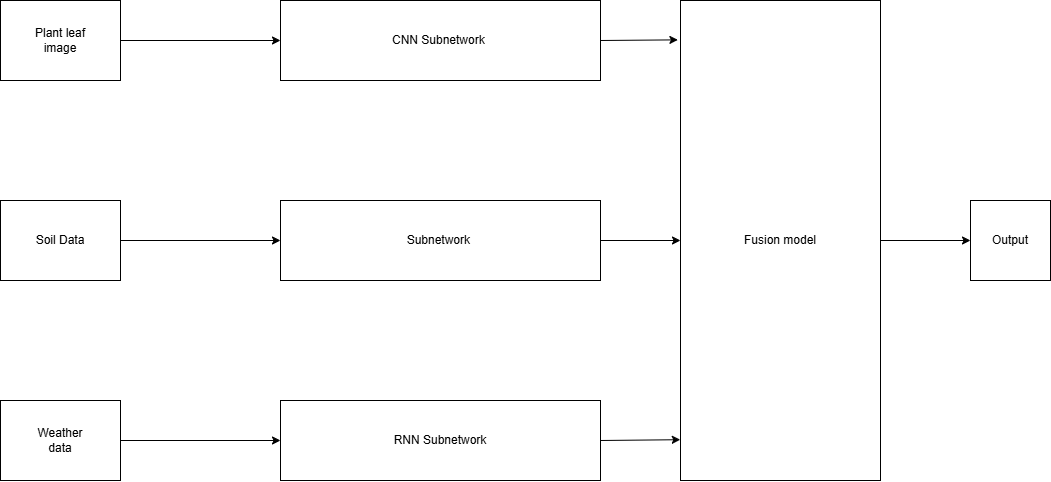 Plant leaf
image
CNN Subnetwork
Soil Data
Subnetwork
Fusion model
Output
Weather
data
RNN Subnetwork